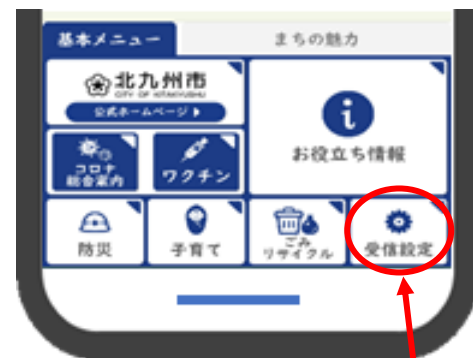 基本メニュー
まちの魅力
北九州市
CITY OF KITAKYUSHU
公式ホームページ
お役立ち情報
コロナ
総合案内
ワクチン
防災
子育て
ごみ
リサイクル
受信設定